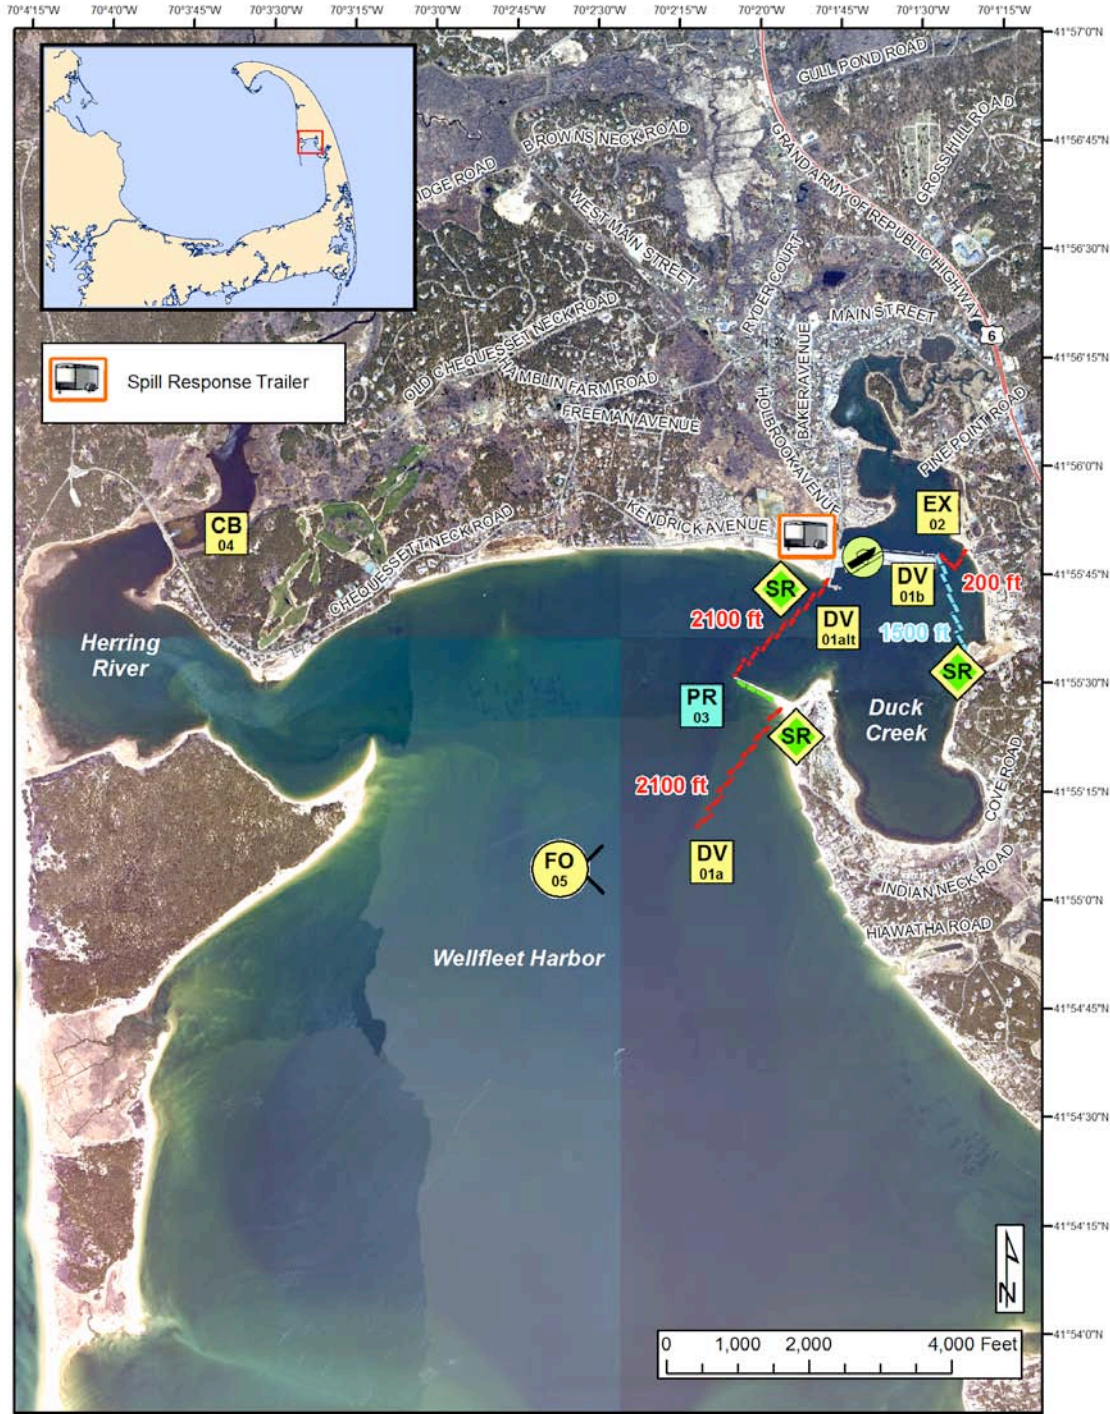 70°4'15"W 70°4'0"W 70°3'45"W 70°3'30"W 70°3'15"W 70°3'0"W 70°2'45"W 70°2'30"W 70°2'15"W 70°2'0"W 70°1'45"W 70°1'30"W 70°1'15"W
41°57'0"N
GULL POND ROAD
GROSS HILL ROAD
BROWNS NECK ROAD
41°56'45"N
IDGE ROAD
GRAND ARMY OF REPUBLIC HIGHWAY
WEST MAIN STREET
41°56'30"N
RYDER COURT
MAIN STREET
6
OLD CHEQUESSETT NECK ROAD
BAKER AVENUE
41°56'15"N
Spill Response Trailer
HAMBLIN FARM ROAD
FREEMAN AVENUE
HOLBROOK AVENUE
PINE POINT ROAD
41°56'0"N
CB
04
KENDRICK AVENUE
EX
02
CHEQUESSETT NECK ROAD
41°55'45"N
SR
DV
01b
200 ft
2100 ft
DV
01alt
1500 ft
Herring
River
SR
41°55'30"N
PR
03
Duck
Creek
SR
COVE ROAD
2100 ft
41°55'15"N
DV
01a
FO
05
INDIAN NECK ROAD
41°55'0"N
HIAWATHA ROAD
Wellfleet Harbor
41°54'45"N
41°54'30"N
41°54'15"N
N
0 1,000 2,000 4,000 Feet
41°54'0"N